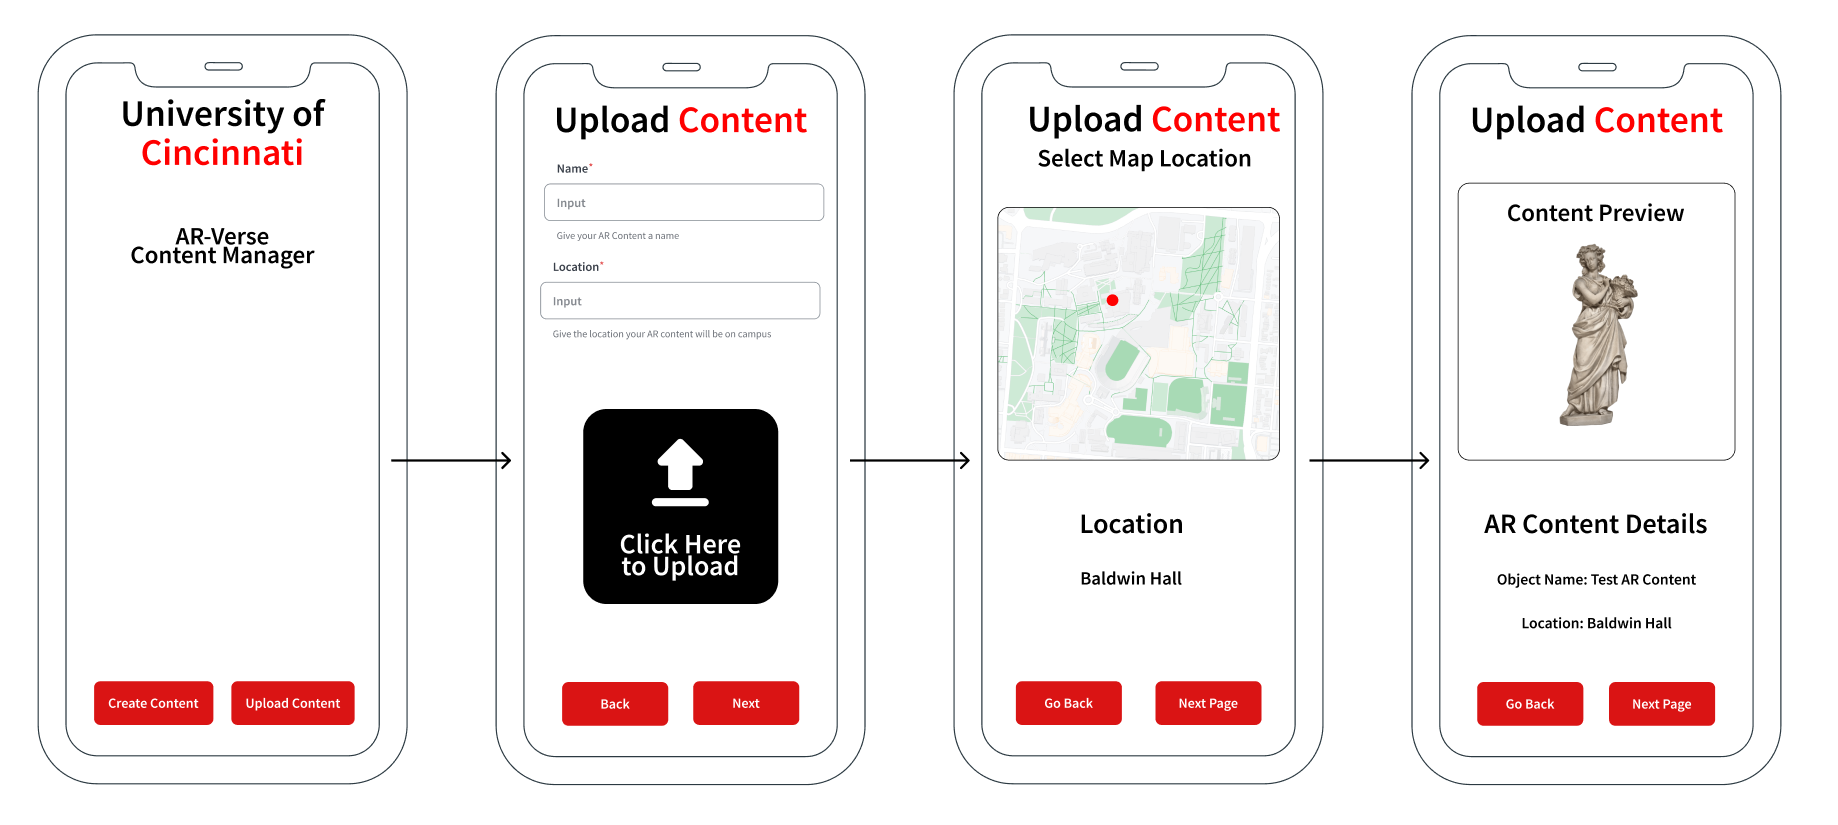 University of
Cincinnati
AR-Verse
Content Manager
Create Content
Upload Content
Upload Content
Name*
Input
Give your AR Content a name
Location*
Input
Give the location your AR content will be on campus
Click Here
to Upload
Back
Next
Upload Content
Select Map Location
Location
Baldwin Hall
Go Back
Next Page
Upload Content
Content Preview
AR Content Details
Object Name: Test AR Content
Location: Baldwin Hall
Go Back
Next Page